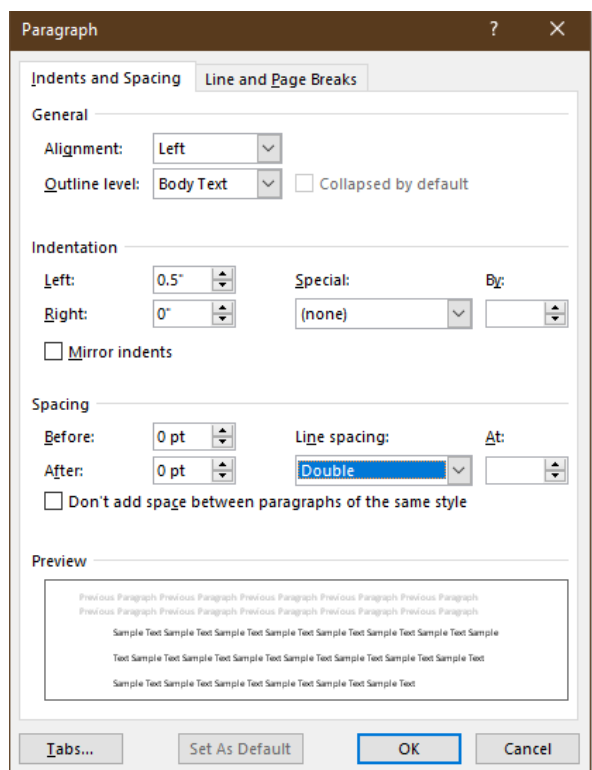 Paragraph ? ×
Indents and Spacing Line and Page Breaks
General
Alignment: Left
Outline level: Body Text Collapsed by default
Indentation
Left: 0.5" Special: By:
Right: 0" (none)
Mirror indents
Spacing
Before: 0 pt Line spacing: At:
After: 0 pt Double
Don't add space between paragraphs of the same style
Preview
Previous Paragraph Previous Paragraph Previous Paragraph Previous Paragraph Previous Paragraph
Previous Paragraph Previous Paragraph Previous Paragraph Previous Paragraph Previous Paragraph
Sample Text Sample Text Sample Text Sample Text Sample Text Sample Text Sample Text Sample
Text Sample Text Sample Text Sample Text Sample Text Sample Text Sample Text Sample Text
Sample Text Sample Text Sample Text Sample Text Sample Text Sample Text
Tabs... Set As Default OK Cancel